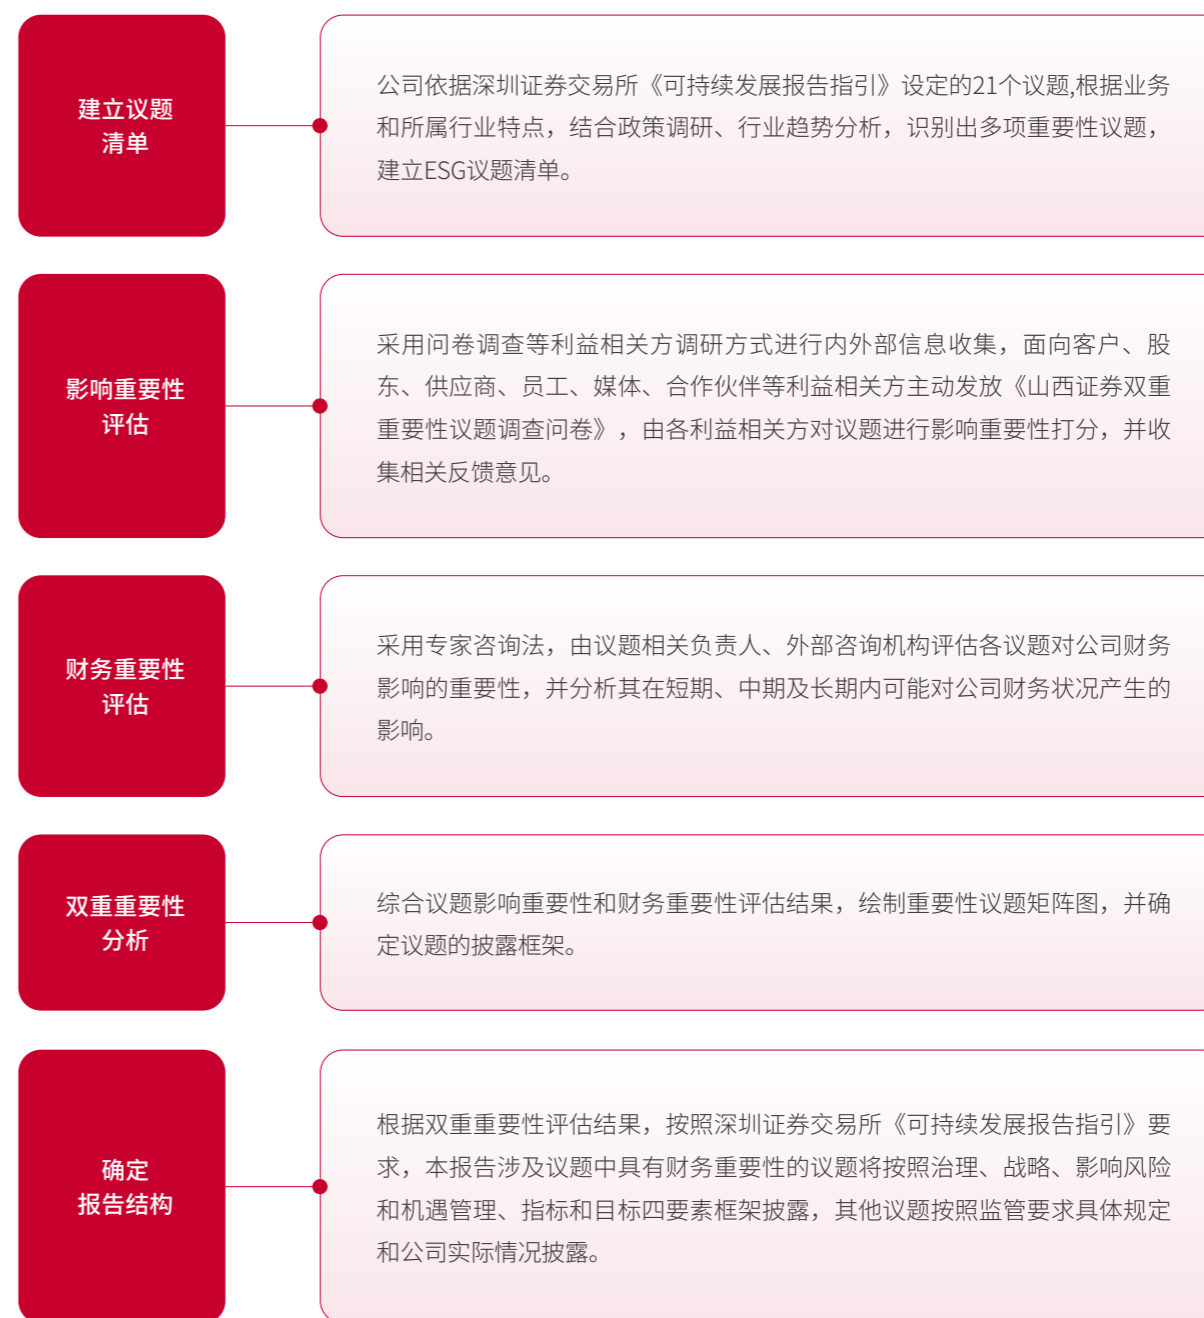 建立议题
清单
公司依据深圳证券交易所《可持续发展报告指引》设定的21个议题,根据业务
和所属行业特点，结合政策调研、行业趋势分析，识别出多项重要性议题，
建立ESG议题清单。
影响重要性
评估
采用问卷调查等利益相关方调研方式进行内外部信息收集，面向客户、股
东、供应商、员工、媒体、合作伙伴等利益相关方主动发放《山西证券双重
重要性议题调查问卷》，由各利益相关方对议题进行影响重要性打分，并收
集相关反馈意见。
财务重要性
评估
采用专家咨询法，由议题相关负责人、外部咨询机构评估各议题对公司财务
影响的重要性，并分析其在短期、中期及长期内可能对公司财务状况产生的
影响。
双重重要性
分析
综合议题影响重要性和财务重要性评估结果，绘制重要性议题矩阵图，并确
定议题的披露框架。
确定
报告结构
根据双重重要性评估结果，按照深圳证券交易所《可持续发展报告指引》要
求，本报告涉及议题中具有财务重要性的议题将按照治理、战略、影响风险
和机遇管理、指标和目标四要素框架披露，其他议题按照监管要求具体规定
和公司实际情况披露。